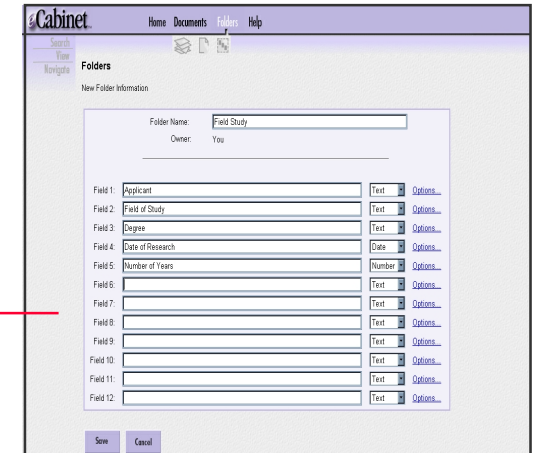 eCabinet
Home Documents Folders Help
Search
View
Navigate
Folders
New Folder Information
Folder Name: Field Study
Owner: You
Field 1: Applicant Text Options...
Field 2: Field of Study Text Options...
Field 3: Degree Text Options...
Field 4: Date of Research Date Options...
Field 5: Number of Years Number Options...
Field 6: Text Options...
Field 7: Text Options...
Field 8: Text Options...
Field 9: Text Options...
Field 10: Text Options...
Field 11: Text Options...
Field 12: Text Options...
Save Cancel